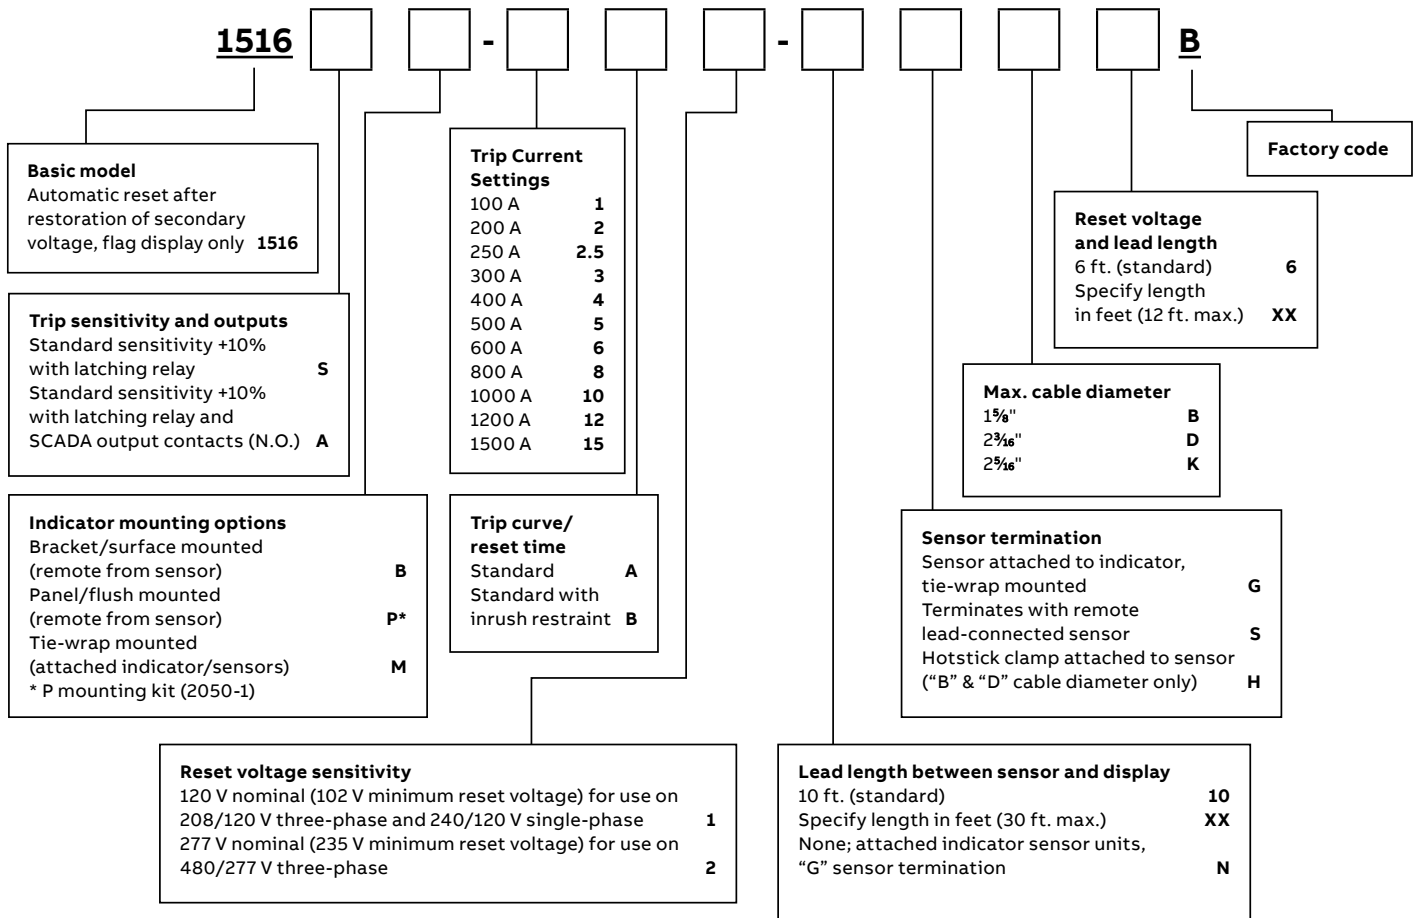 1516 - - B
Basic model
Automatic reset after
restoration of secondary
voltage, flag display only 1516
Trip sensitivity and outputs
Standard sensitivity +10%
with latching relay S
Standard sensitivity +10%
with latching relay and
SCADA output contacts (N.O.) A
Indicator mounting options
Bracket/surface mounted
(remote from sensor) B
Panel/flush mounted
(remote from sensor) P*
Tie-wrap mounted
(attached indicator/sensors) M
* P mounting kit (2050-1)
Trip Current
Settings
100 A 1
200 A 2
250 A 2.5
300 A 3
400 A 4
500 A 5
600 A 6
800 A 8
1000 A 10
1200 A 12
1500 A 15
Trip curve/
reset time
Standard A
Standard with
inrush restraint B
Reset voltage sensitivity
120 V nominal (102 V minimum reset voltage) for use on
208/120 V three-phase and 240/120 V single-phase 1
277 V nominal (235 V minimum reset voltage) for use on
480/277 V three-phase 2
Lead length between sensor and display
10 ft. (standard) 10
Specify length in feet (30 ft. max.) XX
None; attached indicator sensor units,
“G” sensor termination N
Sensor termination
Sensor attached to indicator,
tie-wrap mounted G
Terminates with remote
lead-connected sensor S
Hotstick clamp attached to sensor
(“B” & “D” cable diameter only) H
Max. cable diameter
1⅝" B
2³⁄₁₆" D
2⁵⁄₁₆" K
Reset voltage
and lead length
6 ft. (standard) 6
Specify length
in feet (12 ft. max.) XX
Factory code